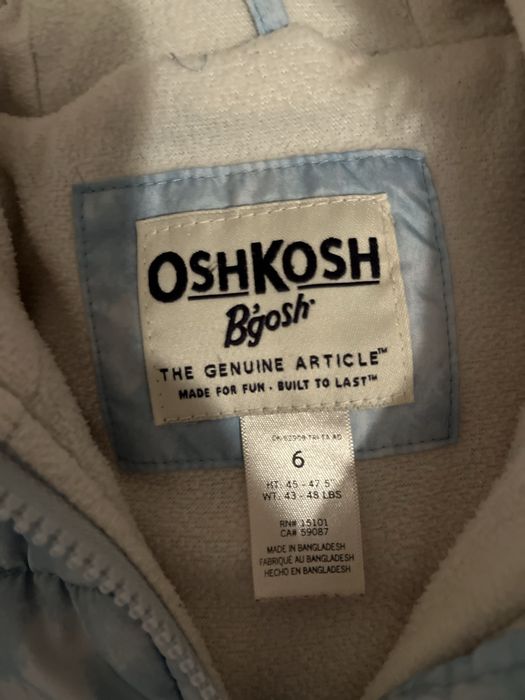 OSHKOSH
B'gosh
THE GENUINE ARTICLE™
MADE FOR FUN · BUILT TO LAST™
6
HT. 45 - 47.5"
WT. 43 - 48 LBS
RN# 15101
CA# 59087
MADE IN BANGLADESH
FABRIQUÉ AU BANGLADESH
HECHO EN BANGLADESH